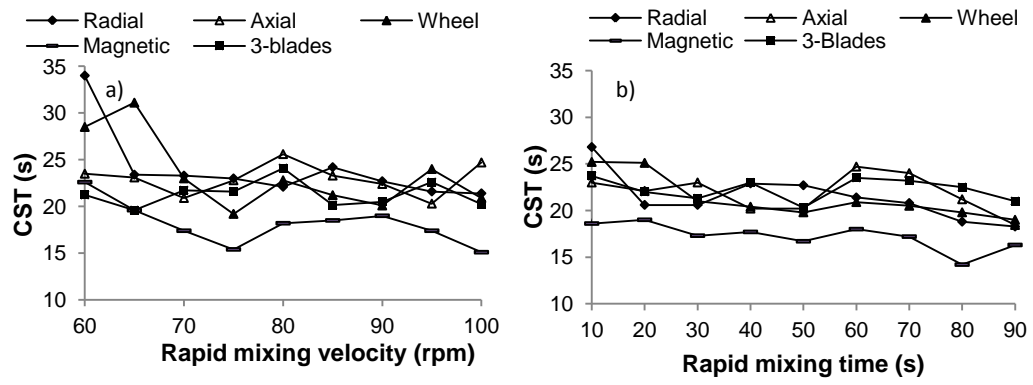 Radial Axial Wheel
Magnetic 3-blades
35
30
25
20
15
10
CST (s)
a)
60 70 80 90 100
Rapid mixing velocity (rpm)
Radial Axial Wheel
Magnetic 3-Blades
35
30
25
20
15
10
CST (s)
b)
10 20 30 40 50 60 70 80 90
Rapid mixing time (s)